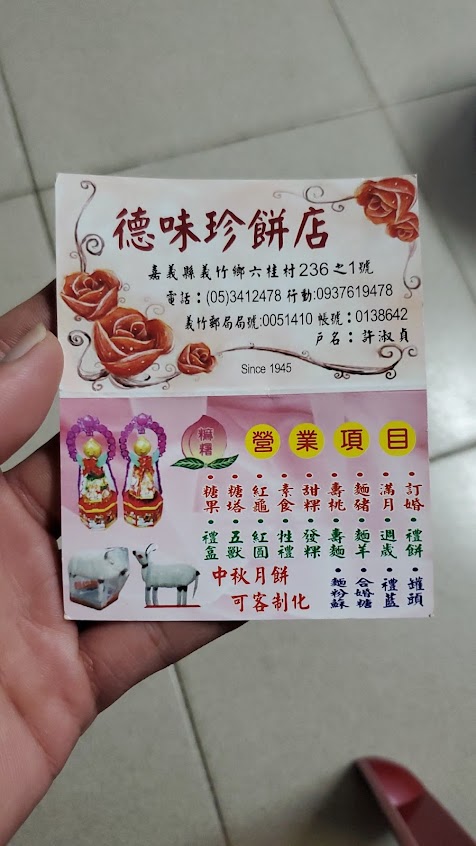 德味珍餅店
嘉義縣義竹鄉六桂村236之1號
電話：(05)3412478 行動:0937619478
義竹郵局局號:0051410 帳號：0138642
戶名：許淑貞
Since 1945
營業項目
•訂婚•滿月•麵豬•壽桃•甜粿•素食•紅龜•糖塔•糖果
•禮餅•週歲•麵羊•壽麵•發粿•牲禮•紅圓•五獸•禮盒
•罐頭•禮籃•合婚糖•麵粉蘇
中秋月餅
可客制化